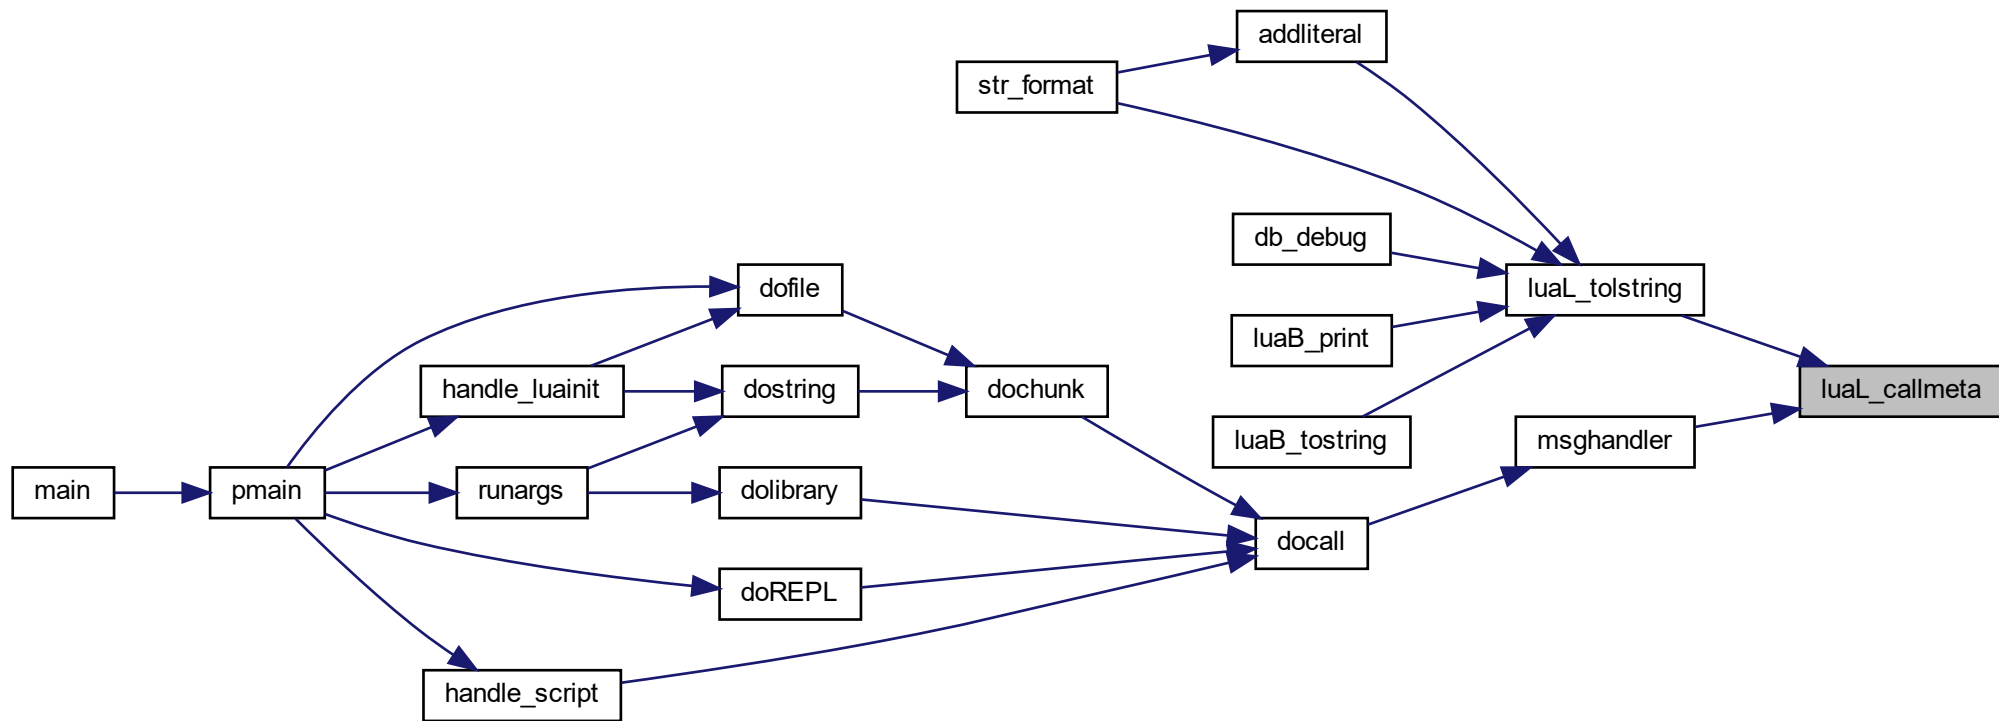 addliteral
str_format
db_debug
dofile
luaL_tolstring
luaB_print
handle_luainit
dostring
dochunk
luaL_callmeta
luaB_tostring
msghandler
main
pmain
runargs
dolibrary
docall
doREPL
handle_script